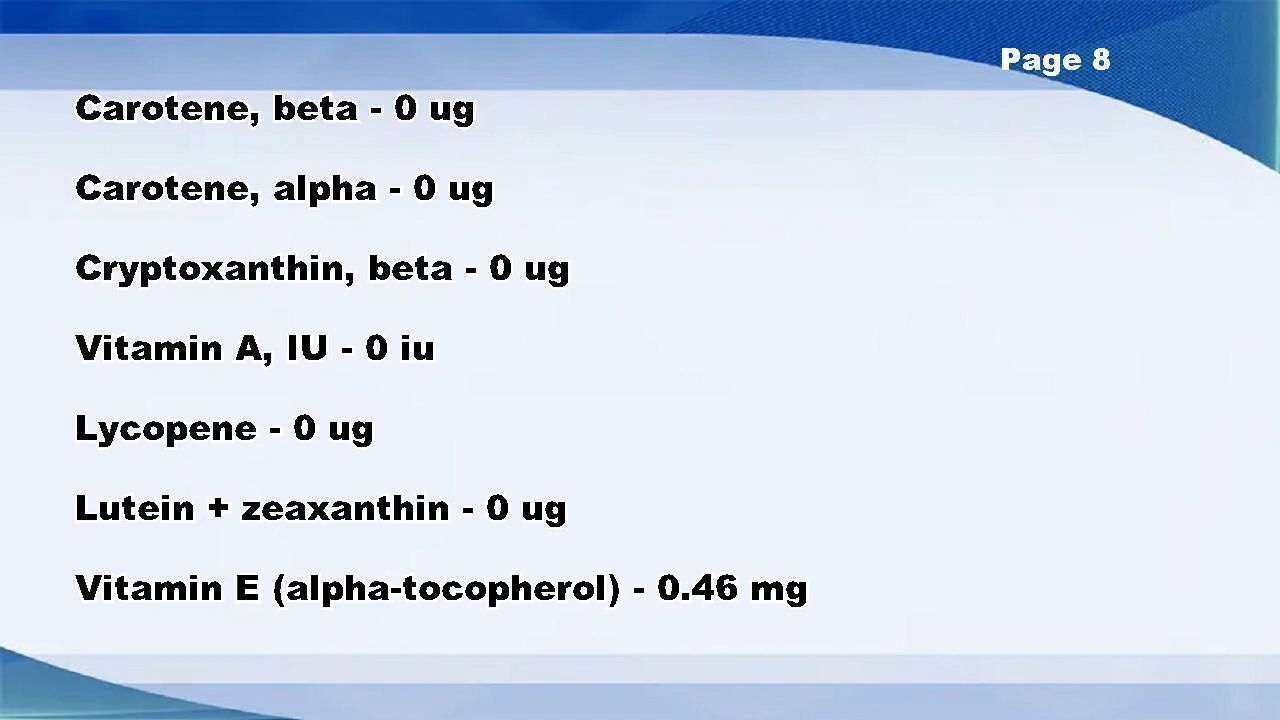 Page 8
Carotene, beta - 0 ug
Carotene, alpha - 0 ug
Cryptoxanthin, beta - 0 ug
Vitamin A, IU - 0 iu
Lycopene - 0 ug
Lutein + zeaxanthin - 0 ug
Vitamin E (alpha-tocopherol) - 0.46 mg